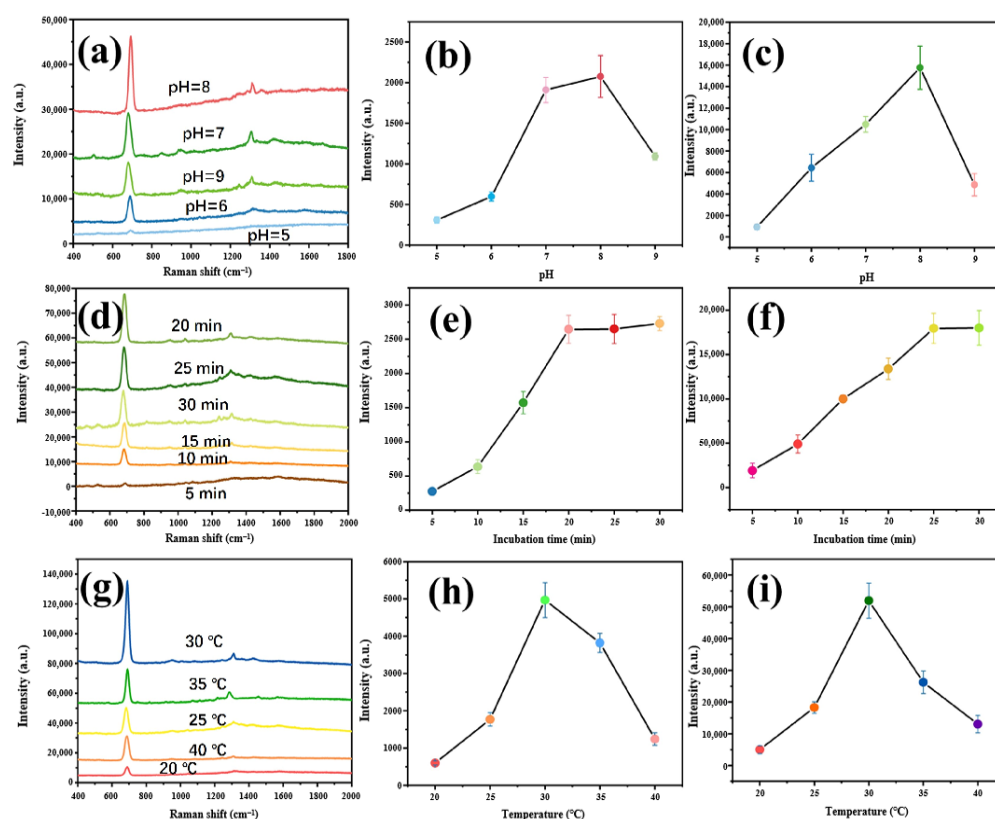 (a)
50,000
40,000
30,000
20,000
10,000
0
Intensity (a.u.)
pH=8
pH=7
pH=9
pH=6
pH=5
400 600 800 1000 1200 1400 1600 1800
Raman shift (cm⁻¹)
(b)
2500
2000
1500
1000
500
0
Intensity (a.u.)
5 6 7 8 9
pH
(c)
20,000
18,000
16,000
14,000
12,000
10,000
8000
6000
4000
2000
0
Intensity (a.u.)
5 6 7 8 9
pH
(d)
80,000
70,000
60,000
50,000
40,000
30,000
20,000
10,000
0
-10,000
Intensity (a.u.)
20 min
25 min
30 min
15 min
10 min
5 min
400 600 800 1000 1200 1400 1600 1800 2000
Raman shift (cm⁻¹)
(e)
3000
2500
2000
1500
1000
500
0
Intensity (a.u.)
5 10 15 20 25 30
Incubation time (min)
(f)
20,000
15,000
10,000
50,000
0
Intensity (a.u.)
5 10 15 20 25 30
Incubation time (min)
(g)
140,000
120,000
100,000
80,000
60,000
40,000
20,000
10,000
0
Intensity (a.u.)
30 °C
35 °C
25 °C
40 °C
20 °C
400 600 800 1000 1200 1400 1600 1800 2000
Raman shift (cm⁻¹)
(h)
6000
5000
4000
3000
2000
1000
0
Intensity (a.u.)
20 25 30 35 40
Temperature (°C)
(i)
60,000
50,000
40,000
30,000
20,000
10,000
0
Intensity (a.u.)
20 25 30 35 40
Temperature (°C)